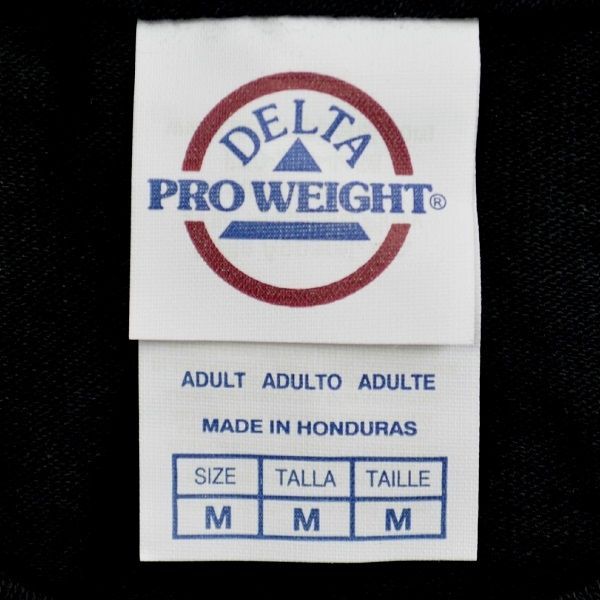 DELTA
PRO WEIGHT®
ADULT ADULTO ADULTE
MADE IN HONDURAS
SIZE TALLA TAILLE
M M M